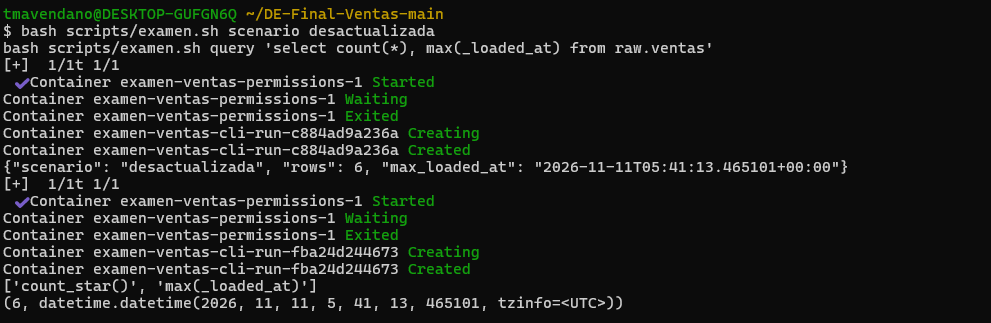 tmavendano@DESKTOP-GUFGN6Q ~/DE-Final-Ventas-main
$ bash scripts/examen.sh scenario desactualizada
bash scripts/examen.sh query 'select count(*), max(_loaded_at) from raw.ventas'
[+]  1/1t 1/1
 ✔Container examen-ventas-permissions-1 Started
Container examen-ventas-permissions-1 Waiting
Container examen-ventas-permissions-1 Exited
Container examen-ventas-cli-run-c884ad9a236a Creating
Container examen-ventas-cli-run-c884ad9a236a Created
{"scenario": "desactualizada", "rows": 6, "max_loaded_at": "2026-11-11T05:41:13.465101+00:00"}
[+]  1/1t 1/1
 ✔Container examen-ventas-permissions-1 Started
Container examen-ventas-permissions-1 Waiting
Container examen-ventas-permissions-1 Exited
Container examen-ventas-cli-run-fba24d244673 Creating
Container examen-ventas-cli-run-fba24d244673 Created
['count_star()', 'max(_loaded_at)']
(6, datetime.datetime(2026, 11, 11, 5, 41, 13, 465101, tzinfo=<UTC>))